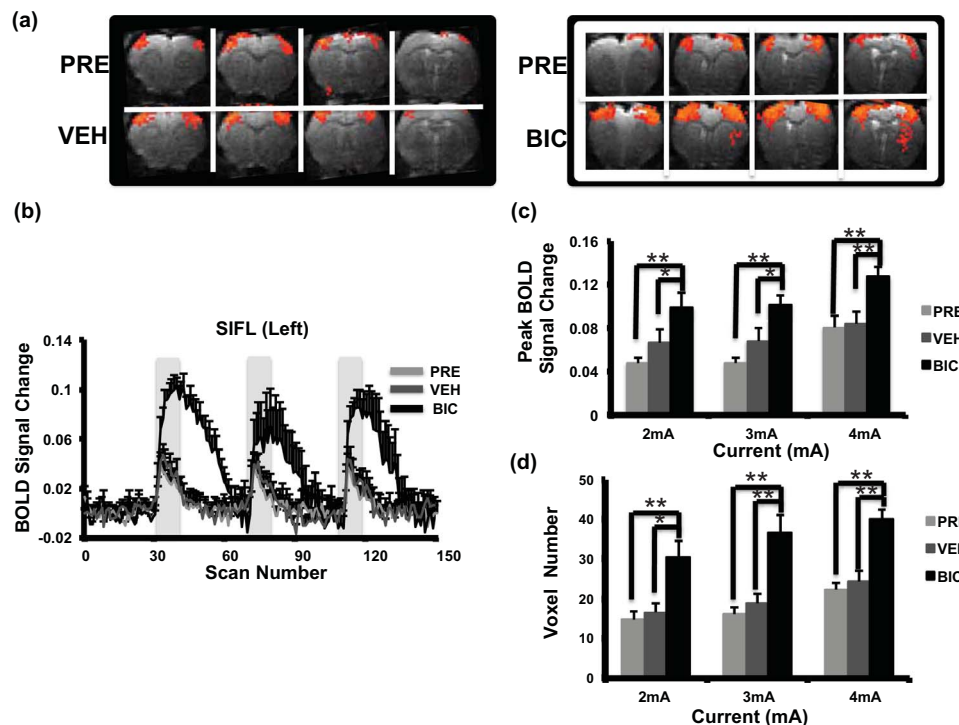 (a)
PRE
VEH
PRE
BIC
(b)
SIFL (Left)
0.14
0.1
0.06
0.02
-0.02
BOLD Signal Change
PRE
VEH
BIC
0
30
60
90
120
150
Scan Number
(c)
0.16
0.12
0.08
0.04
0
Peak BOLD
Signal Change
**
*
**
*
**
**
PRE
VEH
BIC
2mA
3mA
4mA
Current (mA)
(d)
50
40
30
20
10
0
Voxel Number
**
*
**
**
**
**
PRE
VEH
BIC
2mA
3mA
4mA
Current (mA)